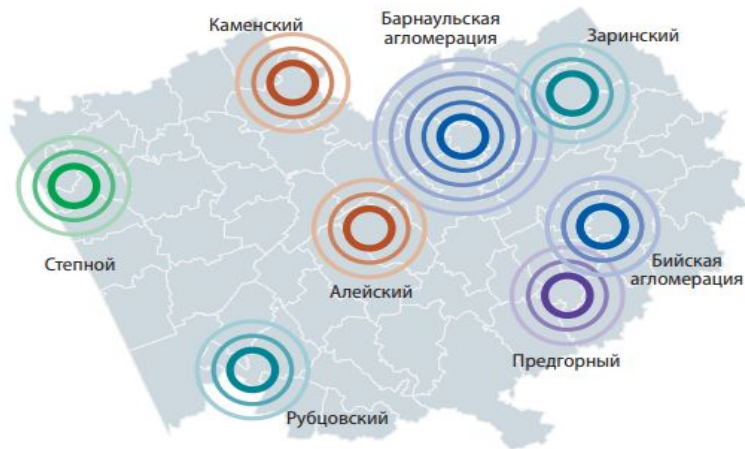 Каменский
Барнаульская
агломерация
Заринский
Степной
Алейский
Бийская
агломерация
Предгорный
Рубцовский